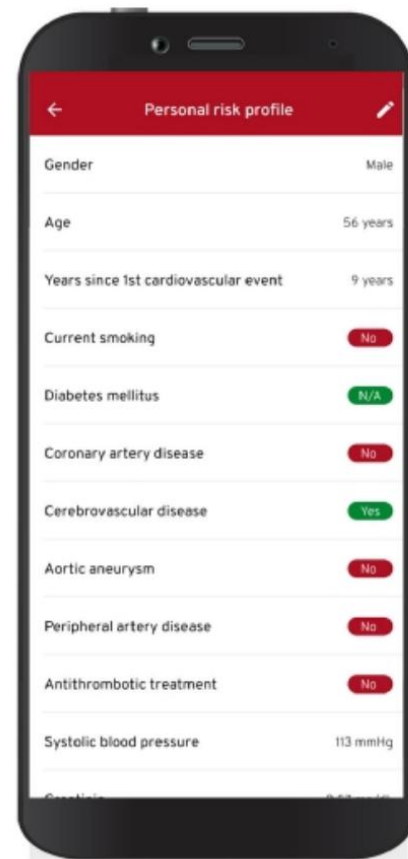 Personal risk profile
Gender Male
Age 56 years
Years since 1st cardiovascular event 9 years
Current smoking No
Diabetes mellitus N/A
Coronary artery disease No
Cerebrovascular disease Yes
Aortic aneurysm No
Peripheral artery disease No
Antithrombotic treatment No
Systolic blood pressure 113 mmHg